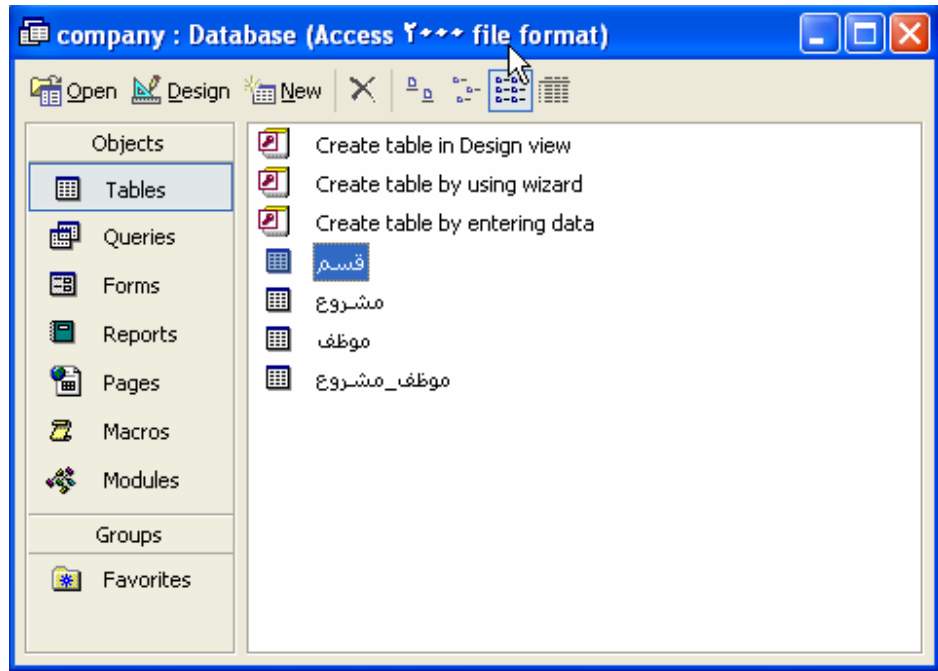 company : Database (Access ۲۰۰۰ file format)
Open Design New
Objects
Tables
Queries
Forms
Reports
Pages
Macros
Modules
Groups
Favorites
Create table in Design view
Create table by using wizard
Create table by entering data
قسم
مشروع
موظف
موظف_مشروع